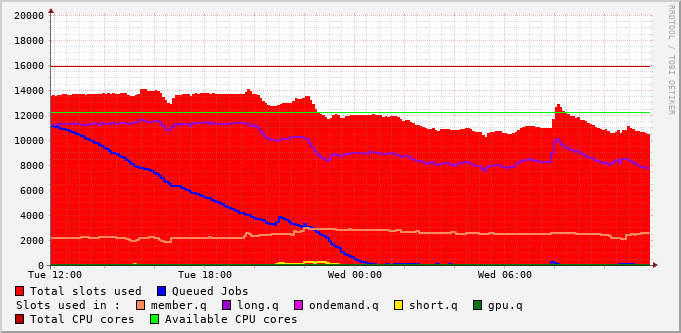 20000
18000
16000
14000
12000
10000
8000
6000
4000
2000
0
Tue 12:00 Tue 18:00 Wed 00:00 Wed 06:00
Total slots used Queued Jobs
Slots used in : member.q long.q ondemand.q short.q gpu.q
Total CPU cores Available CPU cores
RRDTOOL / TOBI OETIKER